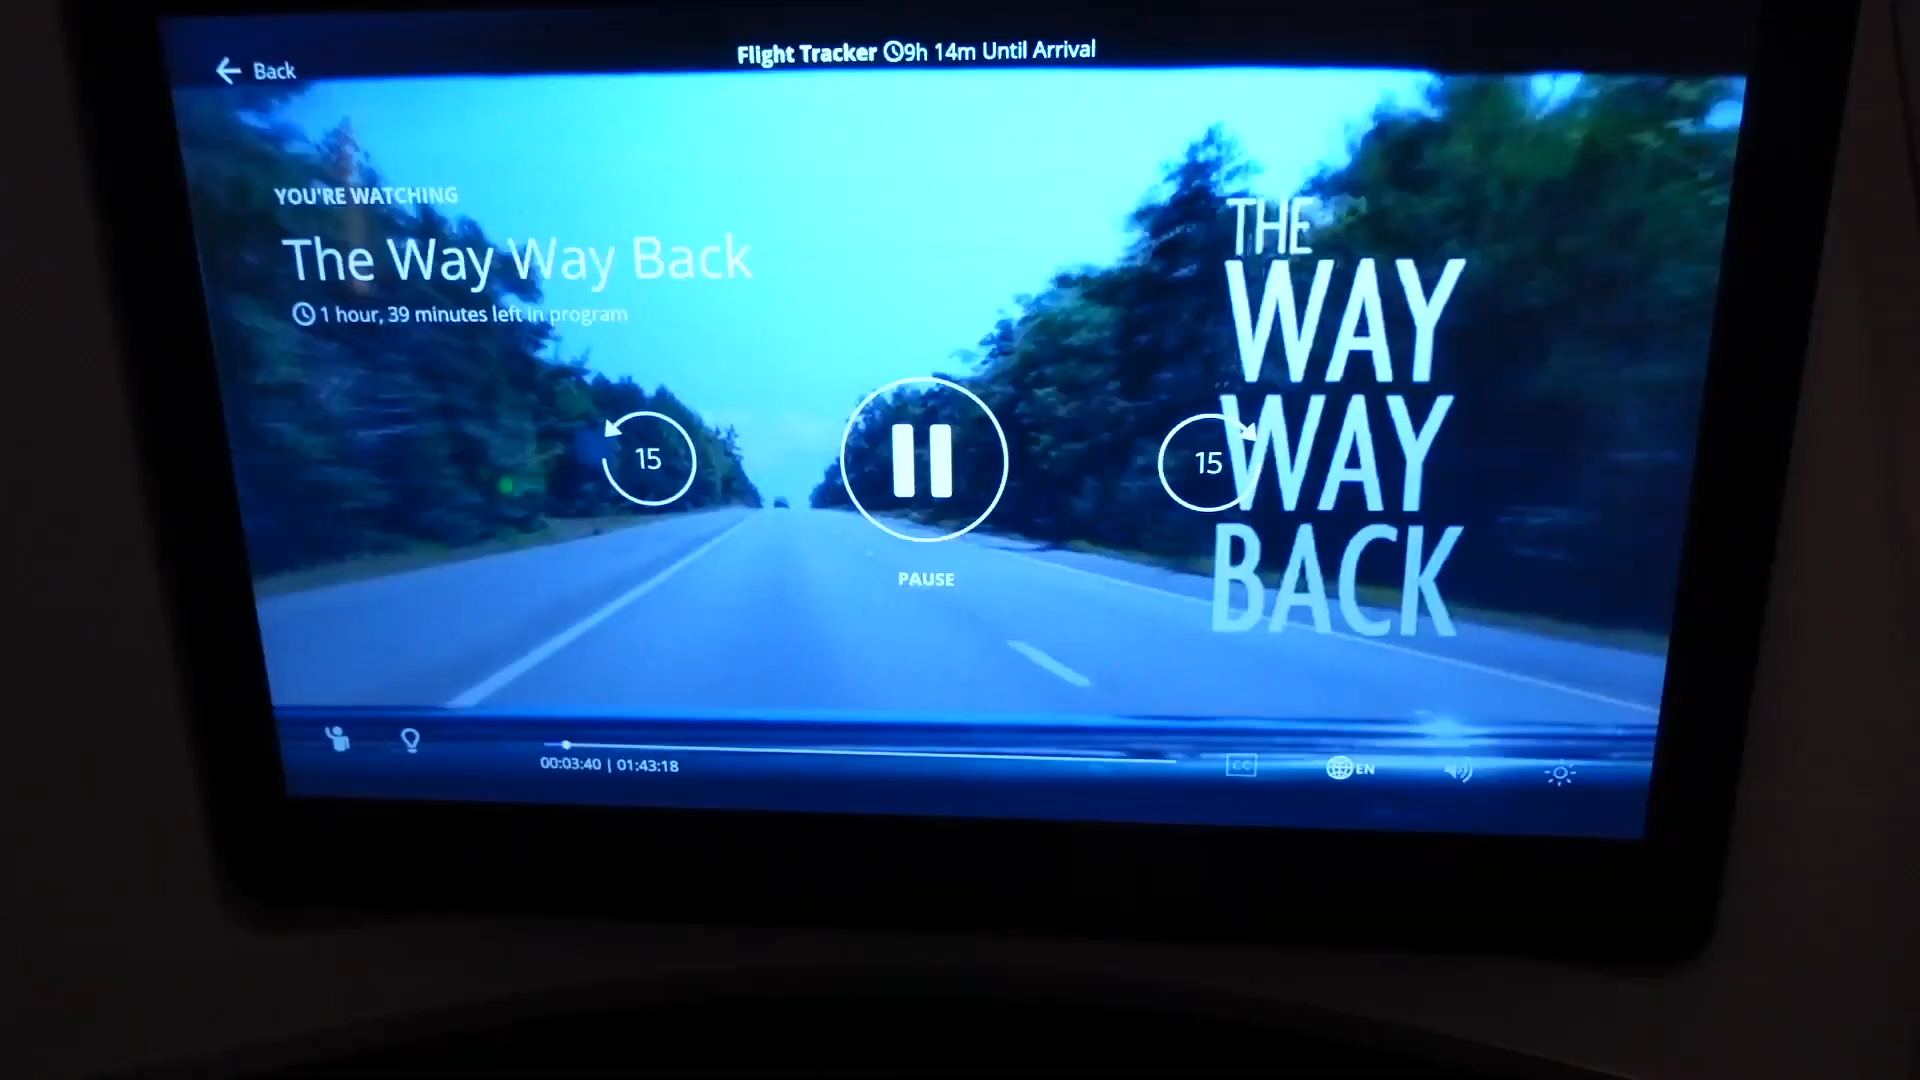 Back
Flight Tracker 9h 14m Until Arrival
YOU'RE WATCHING
The Way Way Back
1 hour, 39 minutes left in program
THE
WAY
WAY
BACK
15
15
PAUSE
00:03:40 | 01:43:18
CC
EN